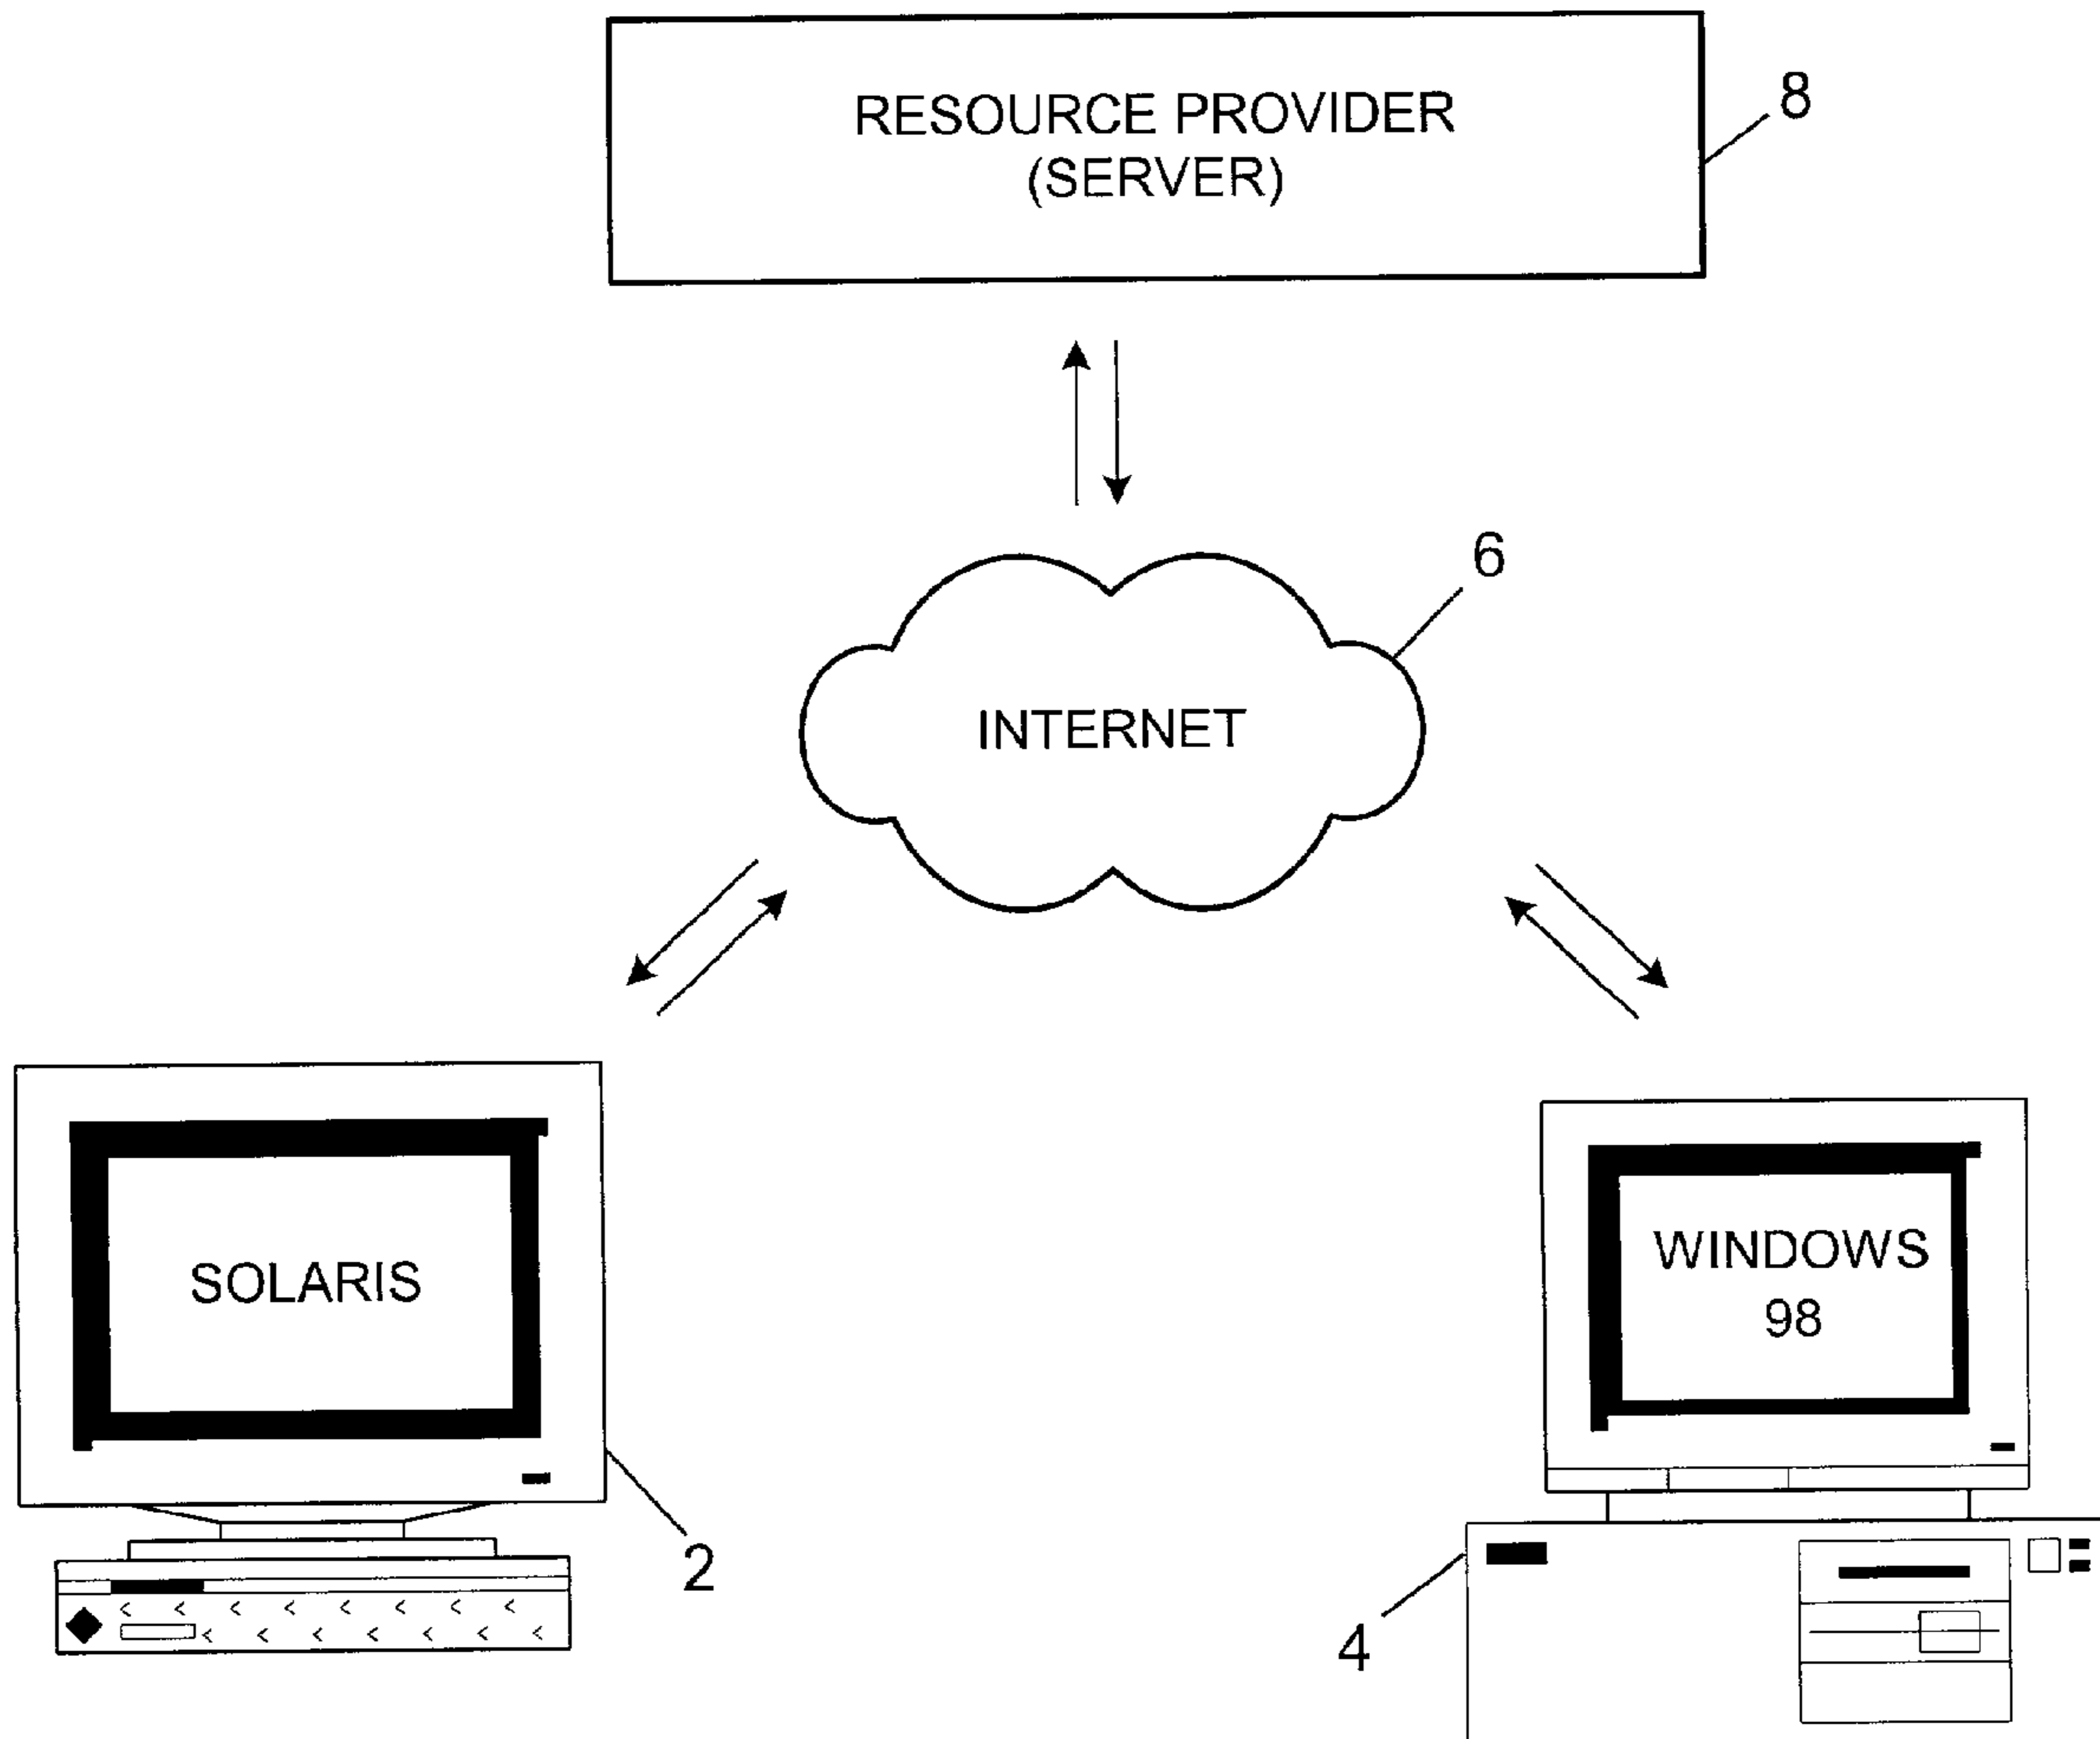 RESOURCE PROVIDER
(SERVER)
8
6
INTERNET
SOLARIS
WINDOWS
98
2
4